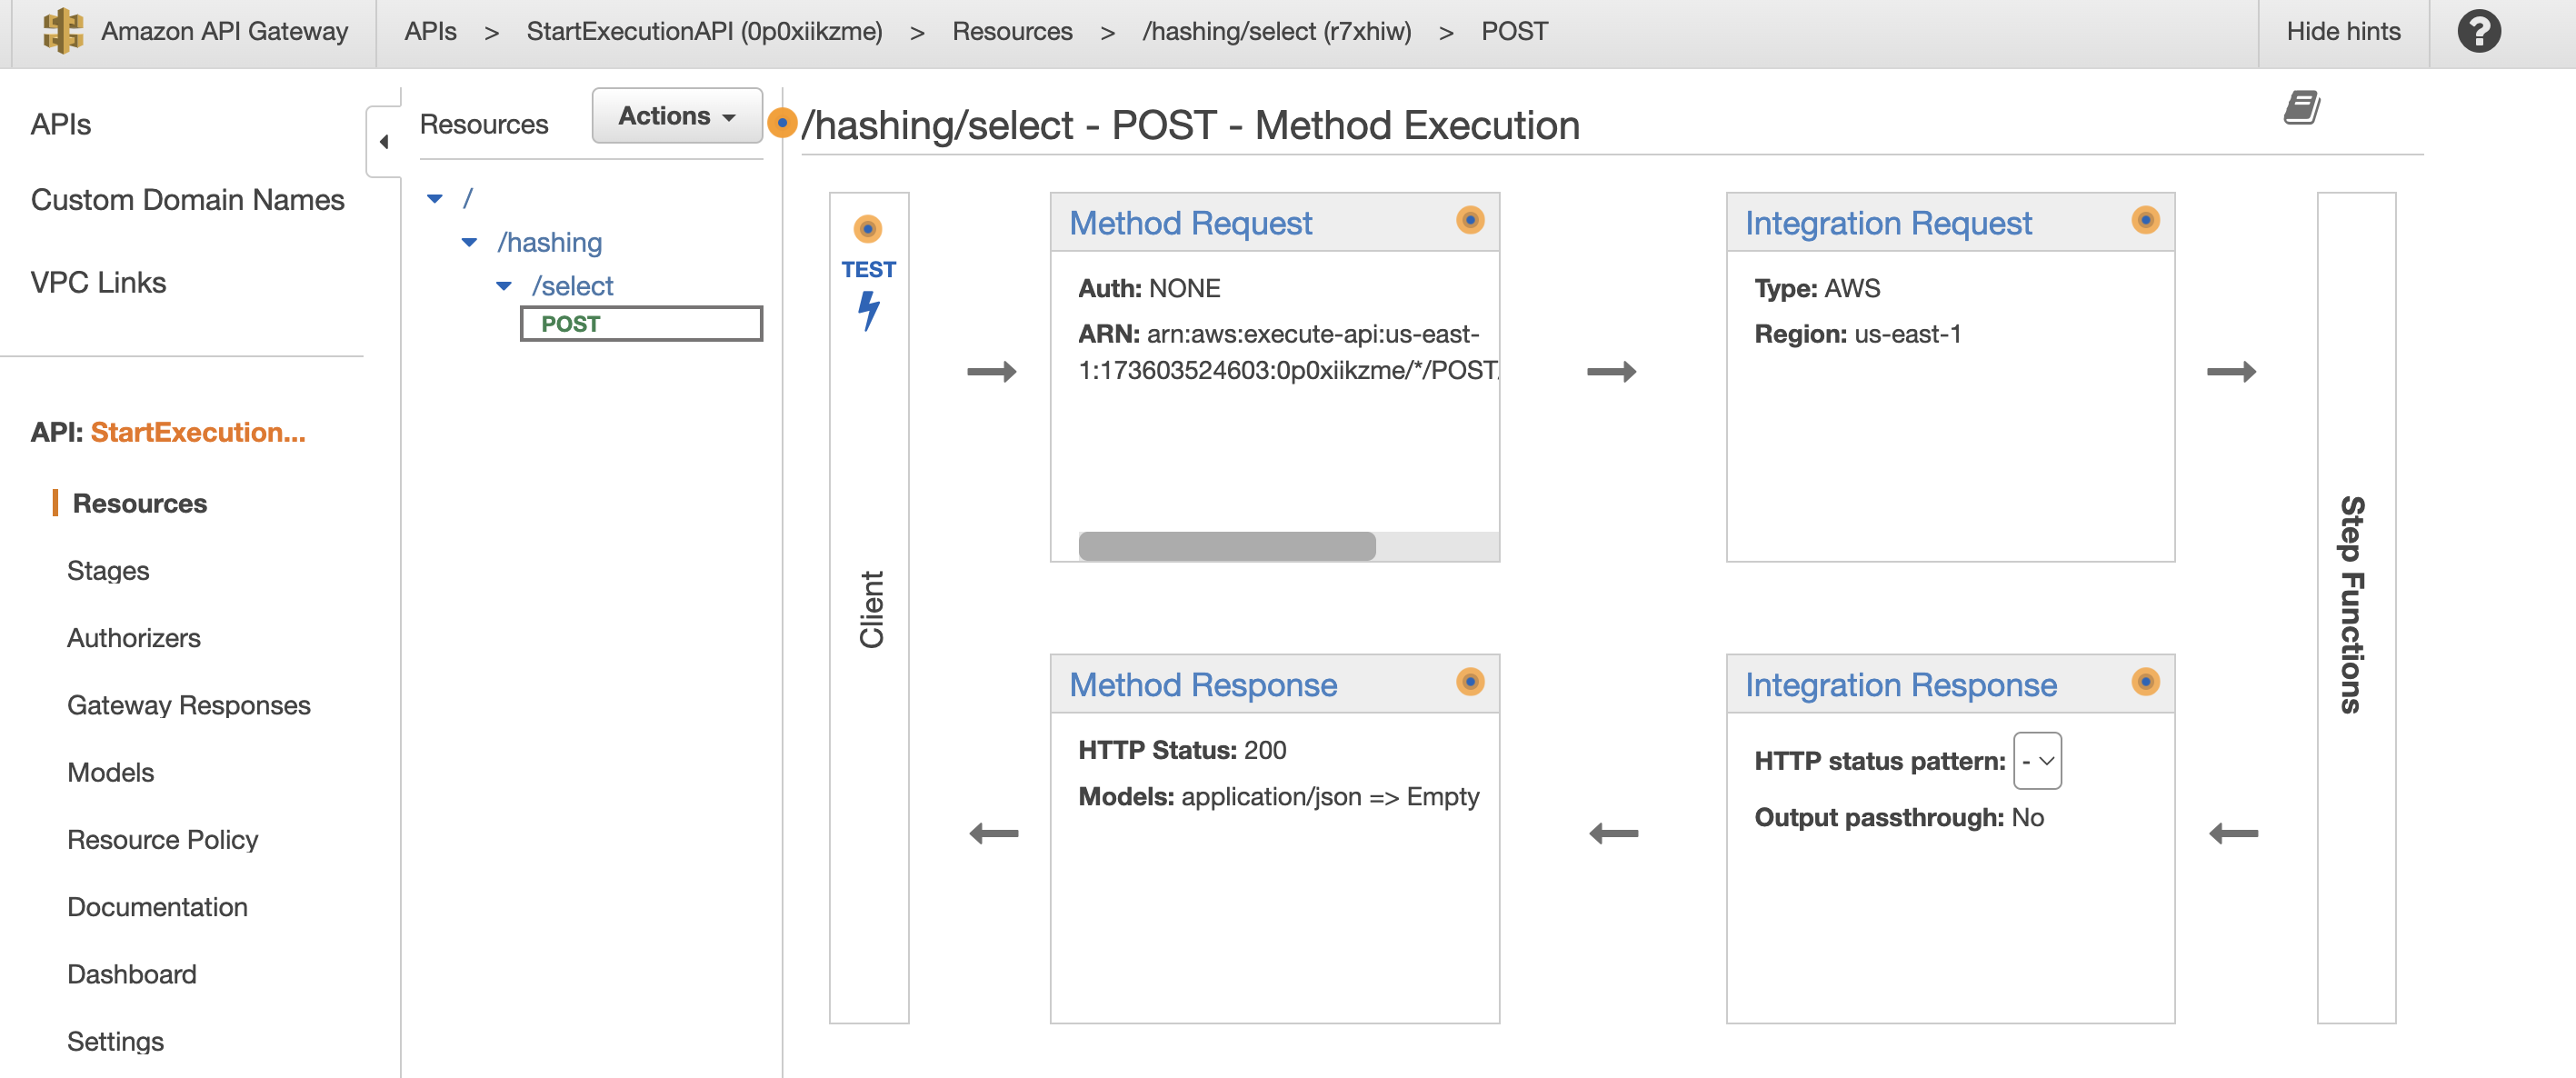 Amazon API Gateway
APIs > StartExecutionAPI (0p0xiikzme) > Resources > /hashing/select (r7xhiw) > POST
Hide hints
?
APIs
Custom Domain Names
VPC Links
API: StartExecution...
Resources
Stages
Authorizers
Gateway Responses
Models
Resource Policy
Documentation
Dashboard
Settings
Resources
Actions
/
/hashing
/select
POST
/hashing/select - POST - Method Execution
TEST
Client
Method Request
Auth: NONE
ARN: arn:aws:execute-api:us-east-
1:173603524603:0p0xiikzme/*/POST
Integration Request
Type: AWS
Region: us-east-1
Step Functions
Method Response
HTTP Status: 200
Models: application/json => Empty
Integration Response
HTTP status pattern: -
Output passthrough: No